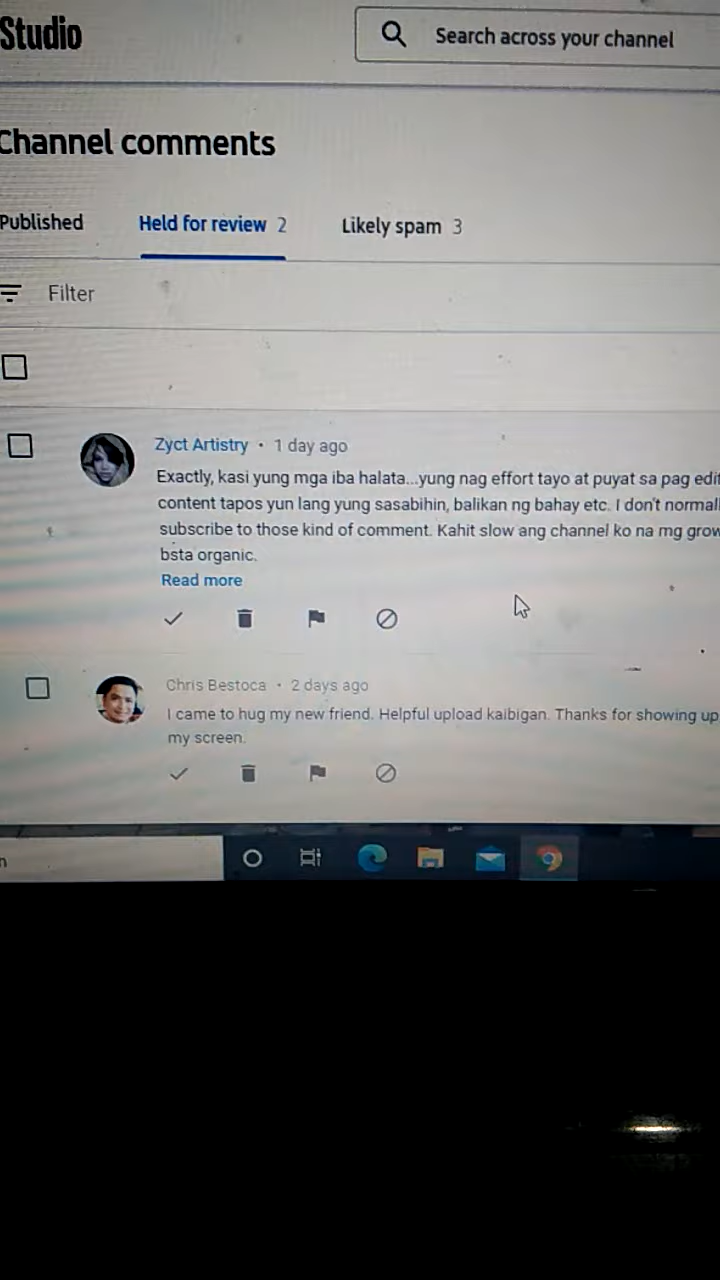 Studio
Search across your channel
Channel comments
Published
Held for review 2
Likely spam 3
Filter
Zyct Artistry • 1 day ago
Exactly, kasi yung mga iba halata...yung nag effort tayo at puyat sa pag edit
content tapos yun lang yung sasabihin, balikan ng bahay etc. I don't
subscribe to those kind of comment. Kahit slow ang channel ko na mg
bsta organic.
Read more
Chris Bestoca • 2 days ago
I came to hug my new friend. Helpful upload kaibigan. Thanks for showing up
my screen.